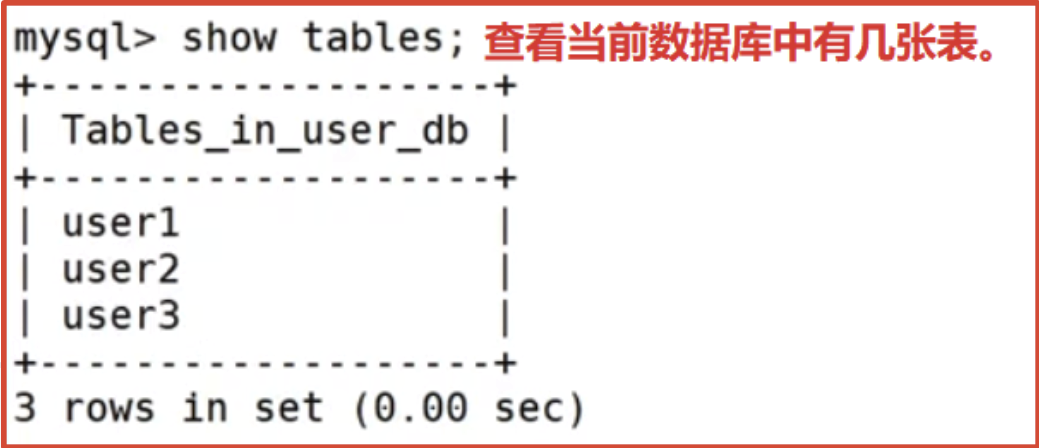 mysql> show tables; 查看当前数据库中有几张表。
+-------------------+
| Tables_in_user_db |
+-------------------+
| user1             |
| user2             |
| user3             |
+-------------------+
3 rows in set (0.00 sec)